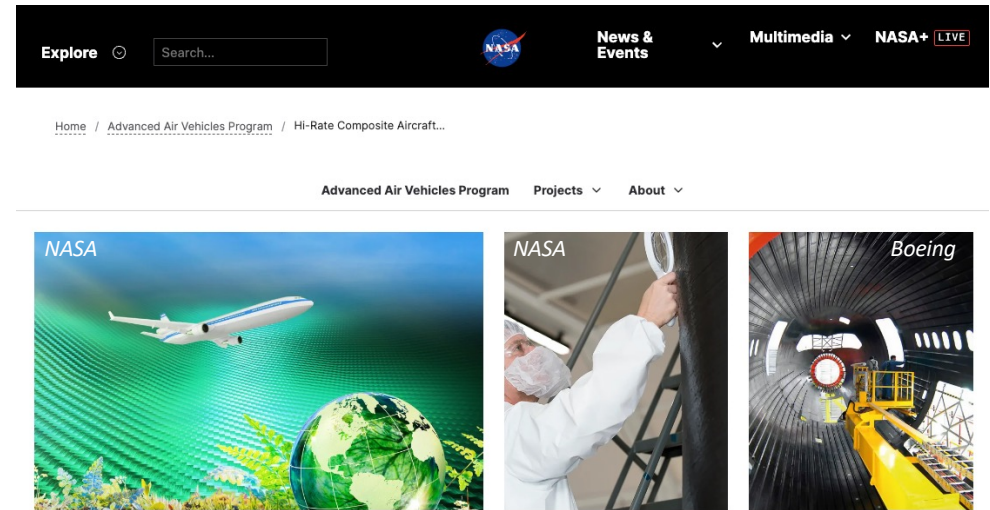 Explore
Search...
NASA
News &
Events
Multimedia
NASA+ LIVE
Home / Advanced Air Vehicles Program / Hi-Rate Composite Aircraft...
Advanced Air Vehicles Program Projects About
NASA
NASA
Boeing